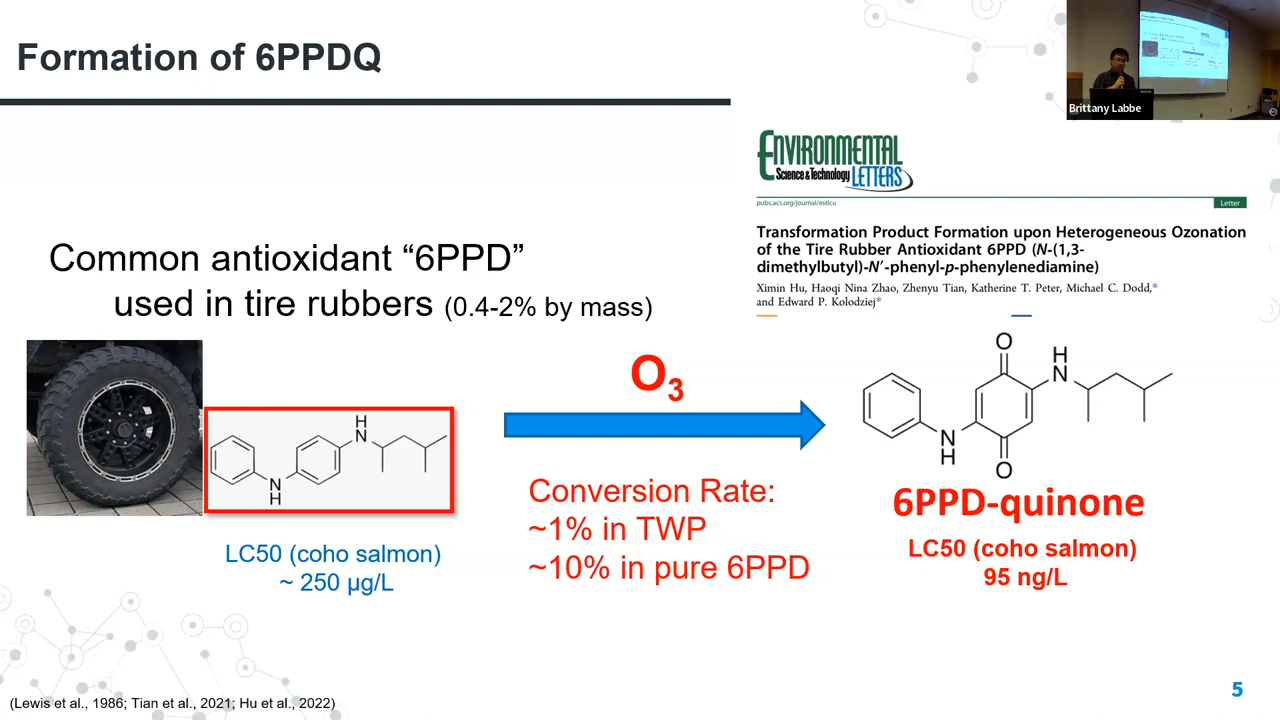 Formation of 6PPDQ
Brittany Labbe
ENVIRONMENTAL
Science & Technology LETTERS
pubs.acs.org/journal/estlcu
Letter
Transformation Product Formation upon Heterogeneous Ozonation
of the Tire Rubber Antioxidant 6PPD (N-(1,3-
dimethylbutyl)-N′-phenyl-p-phenylenediamine)
Ximin Hu, Haoqi Nina Zhao, Zhenyu Tian, Katherine T. Peter, Michael C. Dodd,*
and Edward P. Kolodziej*
Common antioxidant “6PPD”
used in tire rubbers (0.4-2% by mass)
H
N
N
H
LC50 (coho salmon)
~ 250 µg/L
O3
Conversion Rate:
~1% in TWP
~10% in pure 6PPD
O
H
N
N
H
O
6PPD-quinone
LC50 (coho salmon)
95 ng/L
(Lewis et al., 1986; Tian et al., 2021; Hu et al., 2022)
5